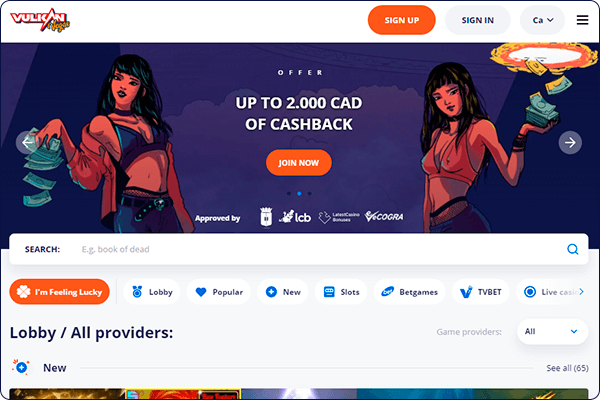 VULKAN
Vegas
SIGN UP
SIGN IN
Ca
OFFER
UP TO 2.000 CAD
OF CASHBACK
JOIN NOW
Approved by
lcb
LatestCasino
Bonuses
eCOGRA
SEARCH:
E.g. book of dead
I'm Feeling Lucky
Lobby
Popular
New
Slots
bet
Betgames
TVBET
Live casin
Lobby / All providers:
Game providers:
All
New
See all (65)